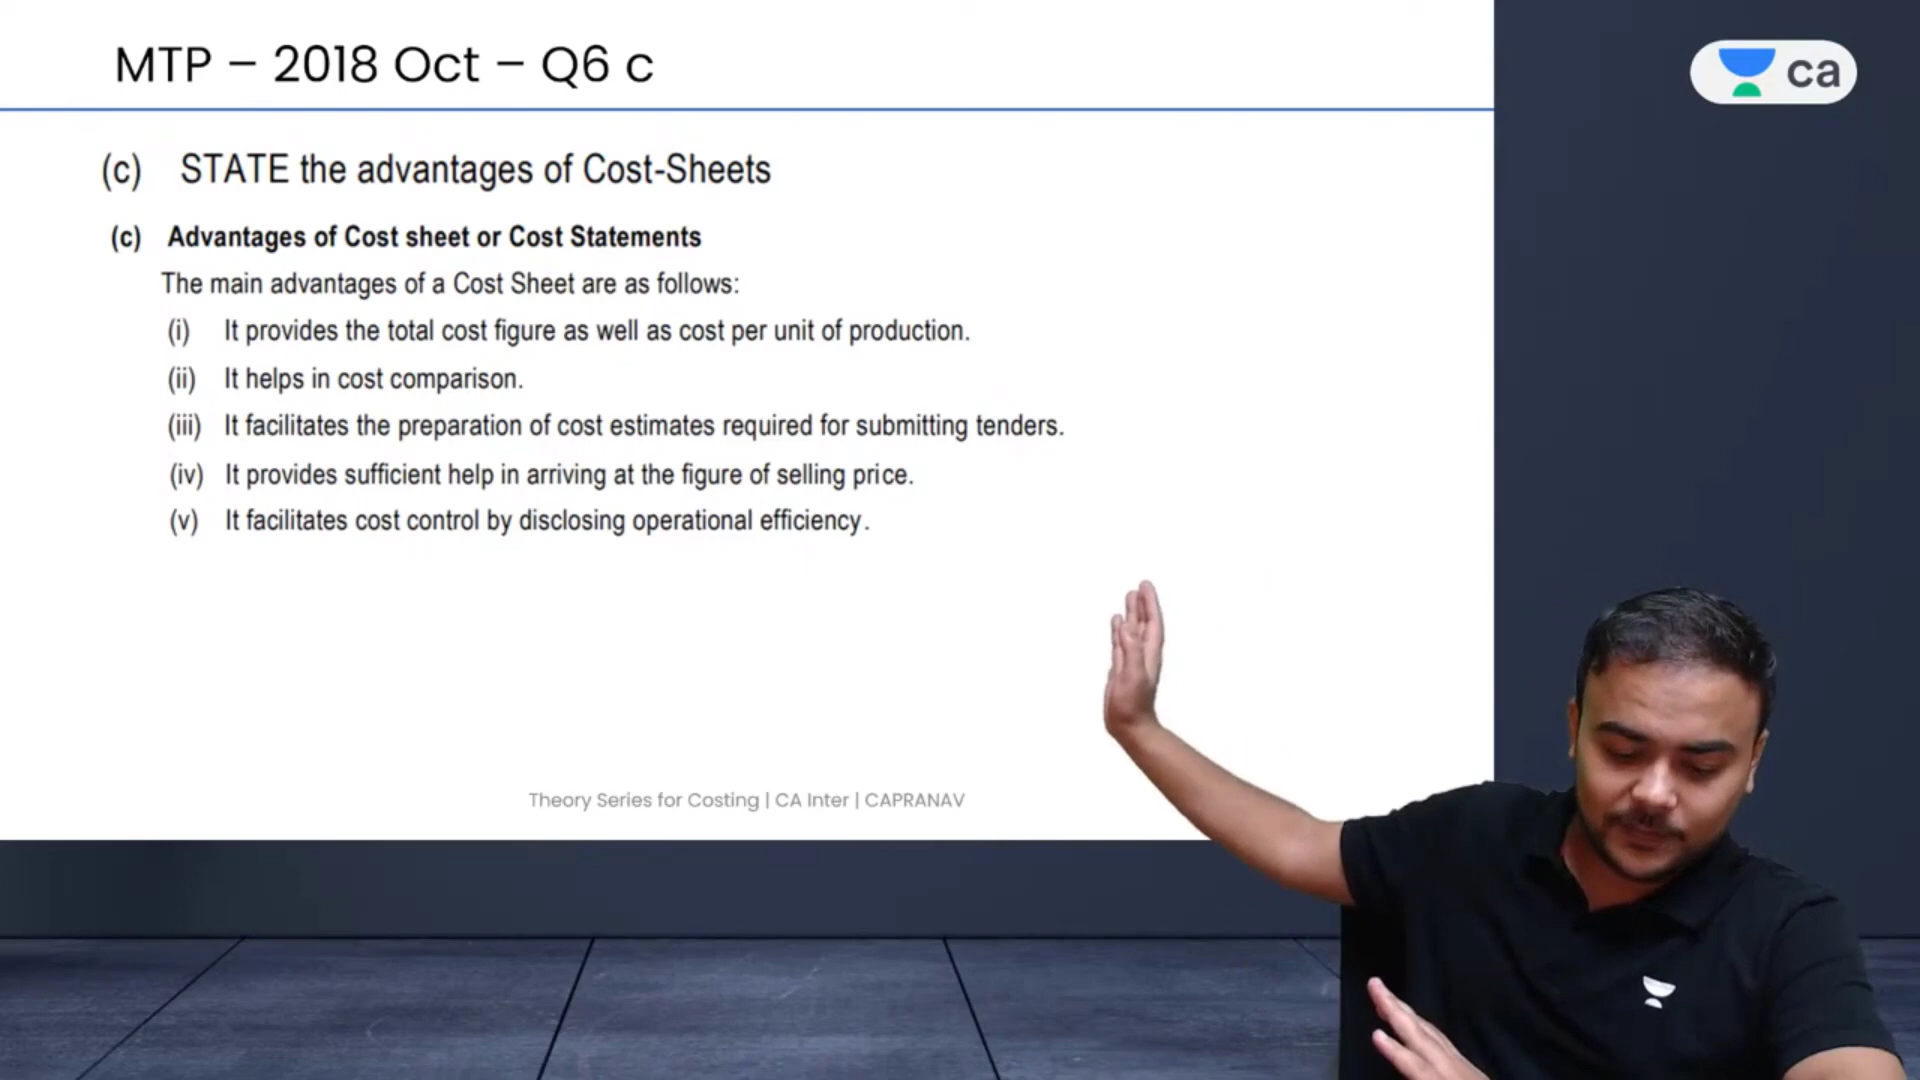 MTP – 2018 Oct – Q6 c
ca
(c) STATE the advantages of Cost-Sheets
(c) Advantages of Cost sheet or Cost Statements
The main advantages of a Cost Sheet are as follows:
(i) It provides the total cost figure as well as cost per unit of production.
(ii) It helps in cost comparison.
(iii) It facilitates the preparation of cost estimates required for submitting tenders.
(iv) It provides sufficient help in arriving at the figure of selling price.
(v) It facilitates cost control by disclosing operational efficiency.
Theory Series for Costing | CA Inter | CAPRANAV